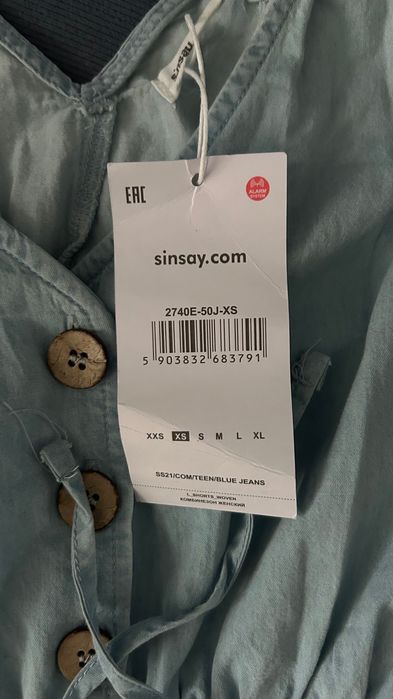 sinsay
EAC
ALARM
SYSTEM
sinsay.com
2740E-50J-XS
5 903832 683791
XXS XS S M L XL
SS21/COM/TEEN/BLUE JEANS
L_SHORTS_WOVEN
КОМБИНЕЗОН ЖЕНСКИЙ